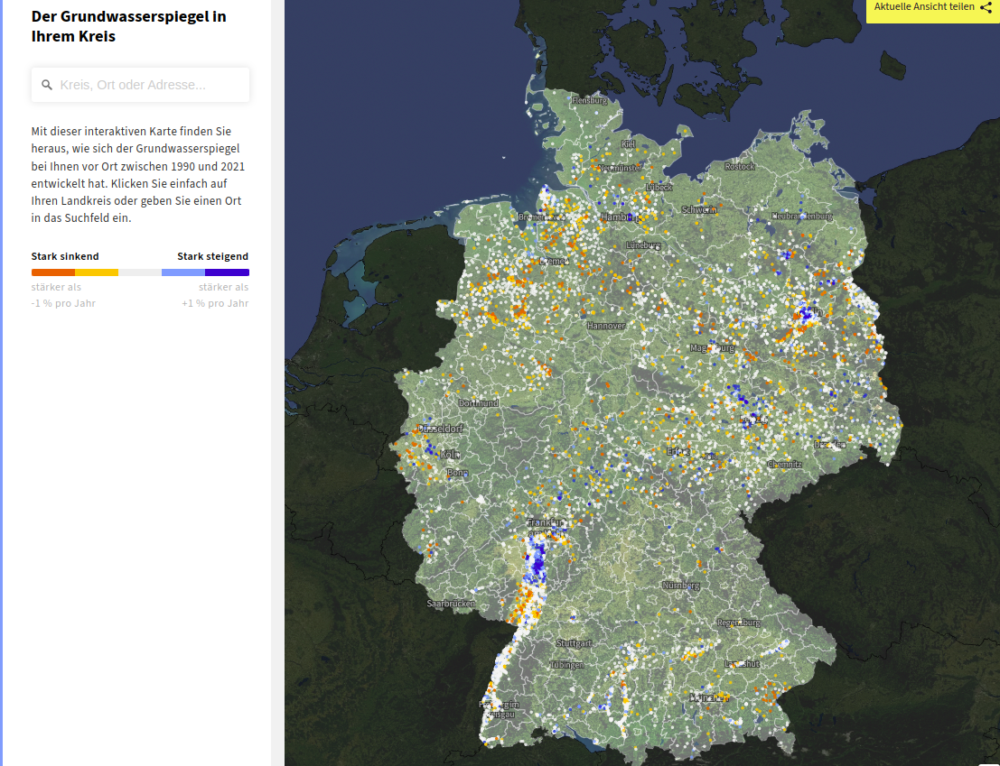 Der Grundwasserspiegel in
Ihrem Kreis
Kreis, Ort oder Adresse...
Mit dieser interaktiven Karte finden Sie
heraus, wie sich der Grundwasserspiegel
bei Ihnen vor Ort zwischen 1990 und 2021
entwickelt hat. Klicken Sie einfach auf
Ihren Landkreis oder geben Sie einen Ort
in das Suchfeld ein.
Stark sinkend Stark steigend
stärker als stärker als
-1 % pro Jahr +1 % pro Jahr
Aktuelle Ansicht teilen
Flensburg
Kiel
Neumünster
Rostock
Lübeck
Schwerin
Hamburg
Neubrandenburg
Lüneburg
Bremen
Hannover
Magdeburg
Dortmund
Düsseldorf
Köln
Dresden
Erfurt
Chemnitz
Bonn
Frankfurt
Nürnberg
Saarbrücken
Regensburg
Stuttgart
Tübingen
Landshut
München
Freiburg im
Breisgau